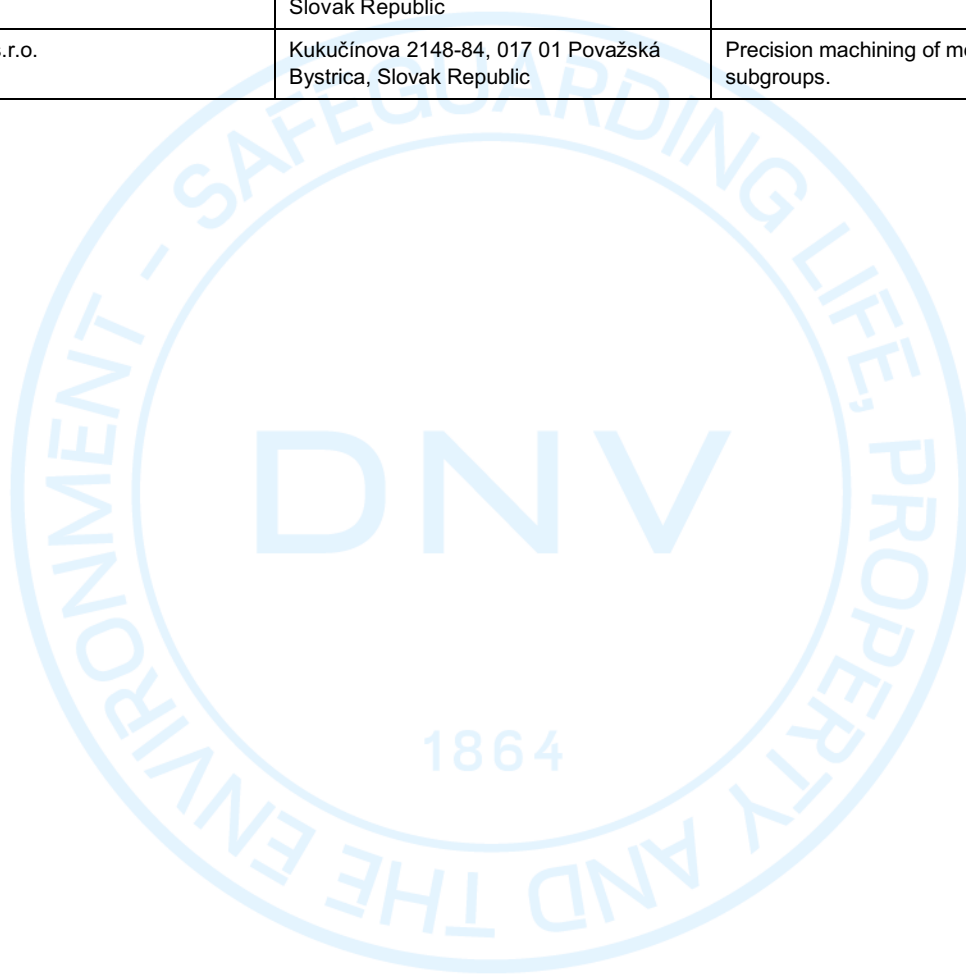 Slovak Republic
s.r.o.
Kukučínova 2148-84, 017 01 Považská
Bystrica, Slovak Republic
Precision machining of
subgroups.
SAFEGUARDING LIFE, PROPERTY AND THE ENVIRONMENT -
DNV
1864